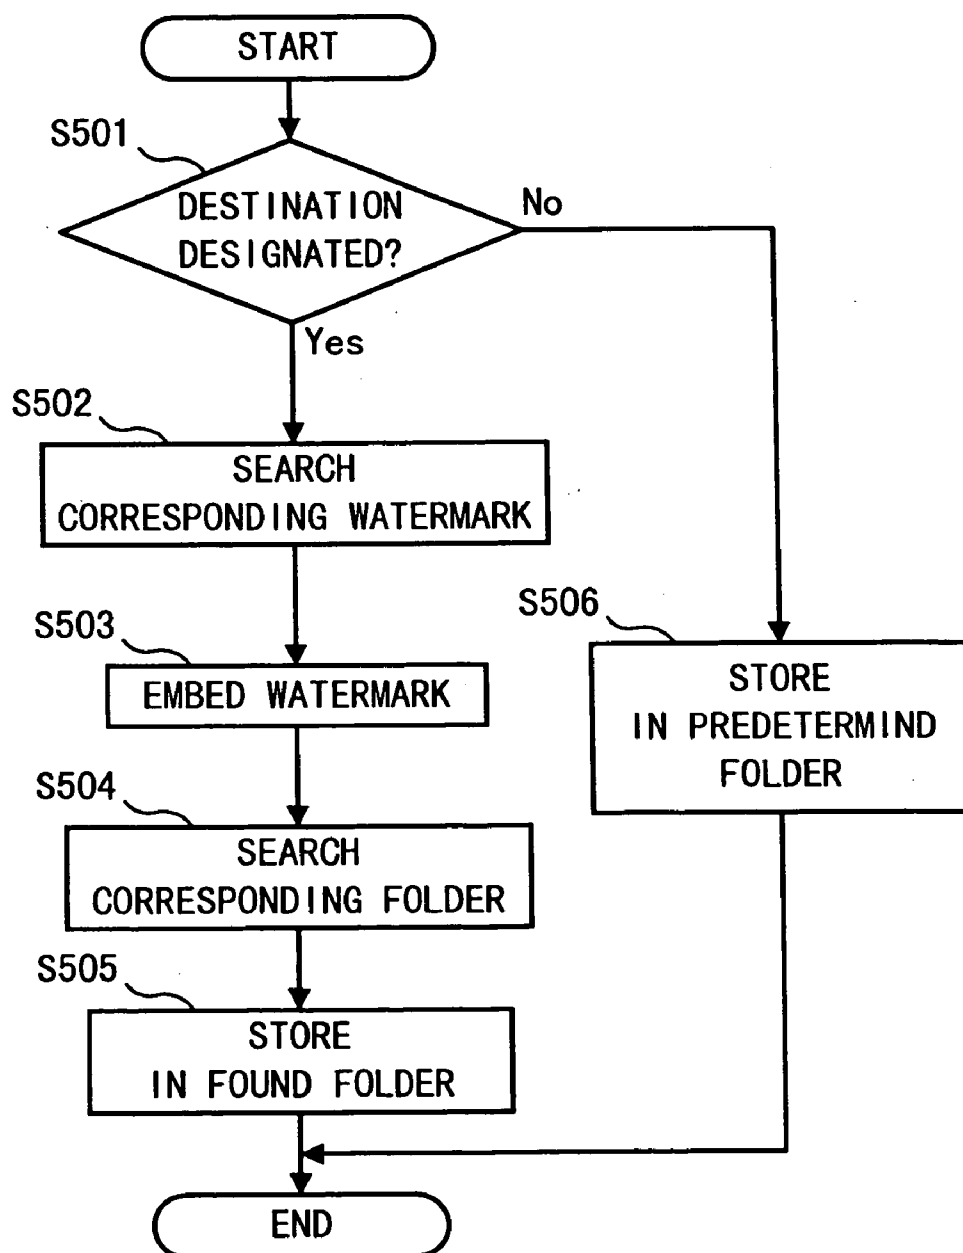 START
S501
DESTINATION
DESIGNATED?
No
Yes
S502
SEARCH
CORRESPONDING WATERMARK
S503
EMBED WATERMARK
S506
STORE
IN PREDETERMIND
FOLDER
S504
SEARCH
CORRESPONDING FOLDER
S505
STORE
IN FOUND FOLDER
END